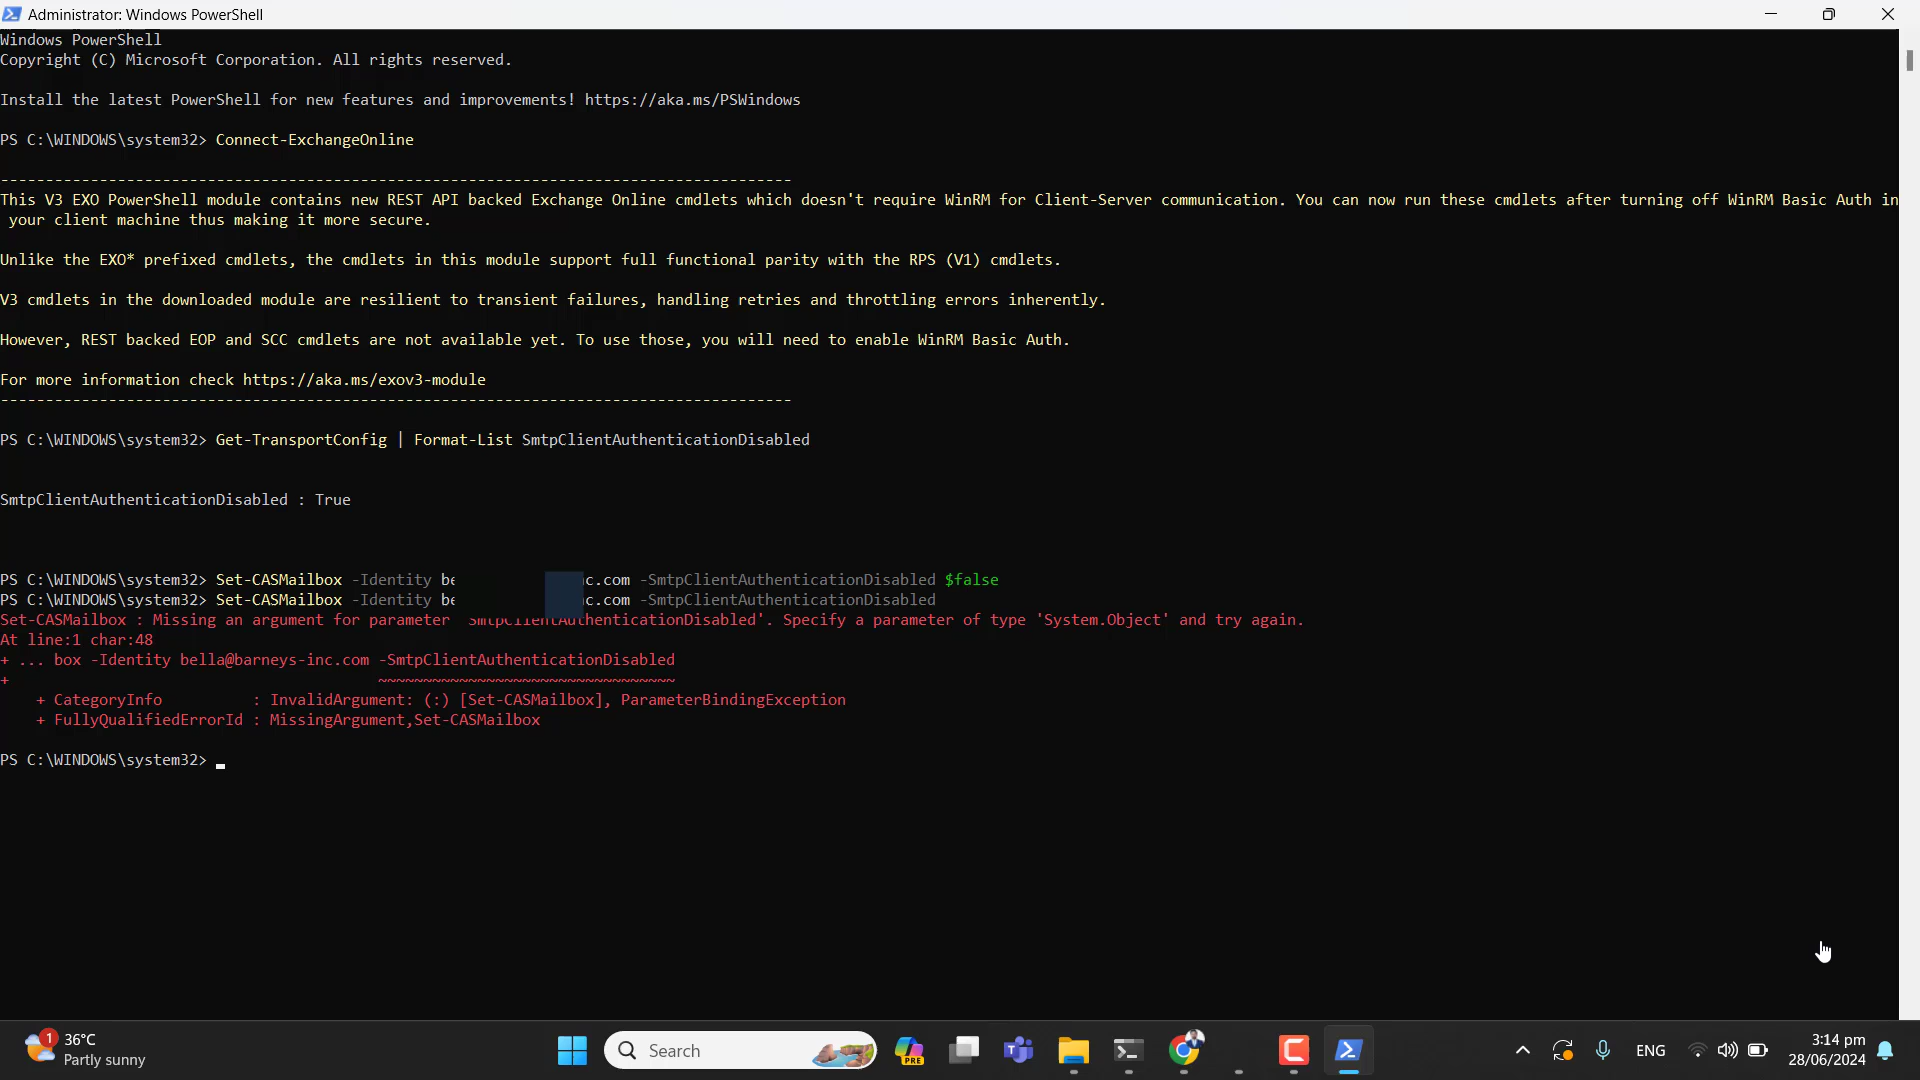 Administrator: Windows PowerShell
Windows PowerShell
Copyright (C) Microsoft Corporation. All rights reserved.
Install the latest PowerShell for new features and improvements! https://aka.ms/PSWindows
PS C:\WINDOWS\system32> Connect-ExchangeOnline
----------------------------------------------------------------------------------------
This V3 EXO PowerShell module contains new REST API backed Exchange Online cmdlets which doesn't require WinRM for Client-Server communication. You can now run these cmdlets after turning off WinRM Basic Auth in
your client machine thus making it more secure.
Unlike the EXO* prefixed cmdlets, the cmdlets in this module support full functional parity with the RPS (V1) cmdlets.
V3 cmdlets in the downloaded module are resilient to transient failures, handling retries and throttling errors inherently.
However, REST backed EOP and SCC cmdlets are not available yet. To use those, you will need to enable WinRM Basic Auth.
For more information check https://aka.ms/exov3-module
----------------------------------------------------------------------------------------
PS C:\WINDOWS\system32> Get-TransportConfig | Format-List SmtpClientAuthenticationDisabled
SmtpClientAuthenticationDisabled : True
PS C:\WINDOWS\system32> Set-CASMailbox -Identity be c.com -SmtpClientAuthenticationDisabled $false
PS C:\WINDOWS\system32> Set-CASMailbox -Identity be c.com -SmtpClientAuthenticationDisabled
Set-CASMailbox : Missing an argument for parameter 'SmtpClientAuthenticationDisabled'. Specify a parameter of type 'System.Object' and try again.
At line:1 char:48
+ ... box -Identity bella@barneys-inc.com -SmtpClientAuthenticationDisabled
+ ~~~~~~~~~~~~~~~~~~~~~~~~~~~~~~~~~
+ CategoryInfo : InvalidArgument: (:) [Set-CASMailbox], ParameterBindingException
+ FullyQualifiedErrorId : MissingArgument,Set-CASMailbox
PS C:\WINDOWS\system32>
1
36°C
Partly sunny
Search
PRE
ENG
3:14 pm
28/06/2024